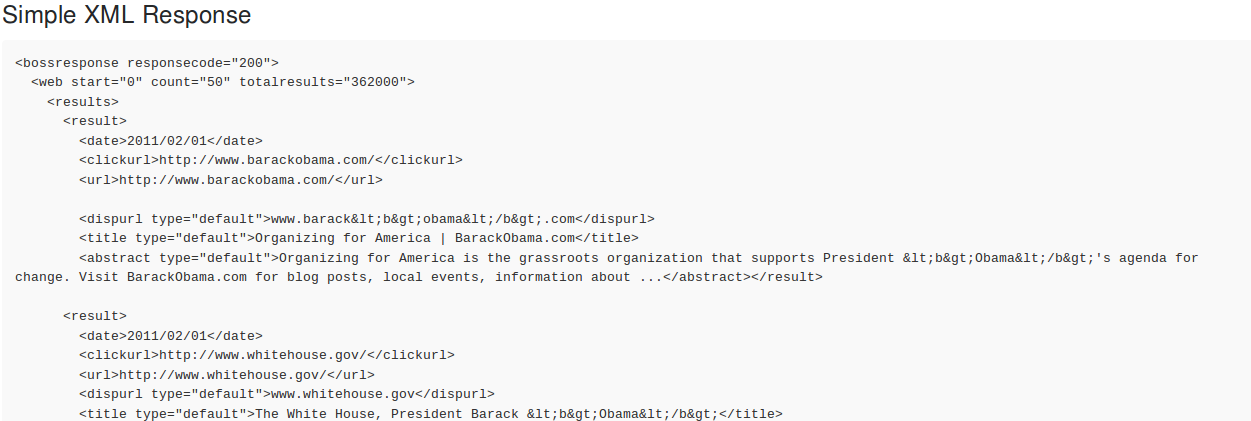 Simple XML Response
<bossresponse responsecode="200">
<web start="0" count="50" totalresults="362000">
<results>
<result>
<date>2011/02/01</date>
<clickurl>http://www.barackobama.com/</clickurl>
<url>http://www.barackobama.com/</url>
<dispurl type="default">www.barack&lt;b&gt;obama&lt;/b&gt;.com</dispurl>
<title type="default">Organizing for America | BarackObama.com</title>
<abstract type="default">Organizing for America is the grassroots organization that supports President &lt;b&gt;Obama&lt;/b&gt;'s agenda for
change. Visit BarackObama.com for blog posts, local events, information about ...</abstract></result>
<result>
<date>2011/02/01</date>
<clickurl>http://www.whitehouse.gov/</clickurl>
<url>http://www.whitehouse.gov/</url>
<dispurl type="default">www.whitehouse.gov</dispurl>
<title type="default">The White House, President Barack &lt;b&gt;Obama&lt;/b&gt;</title>